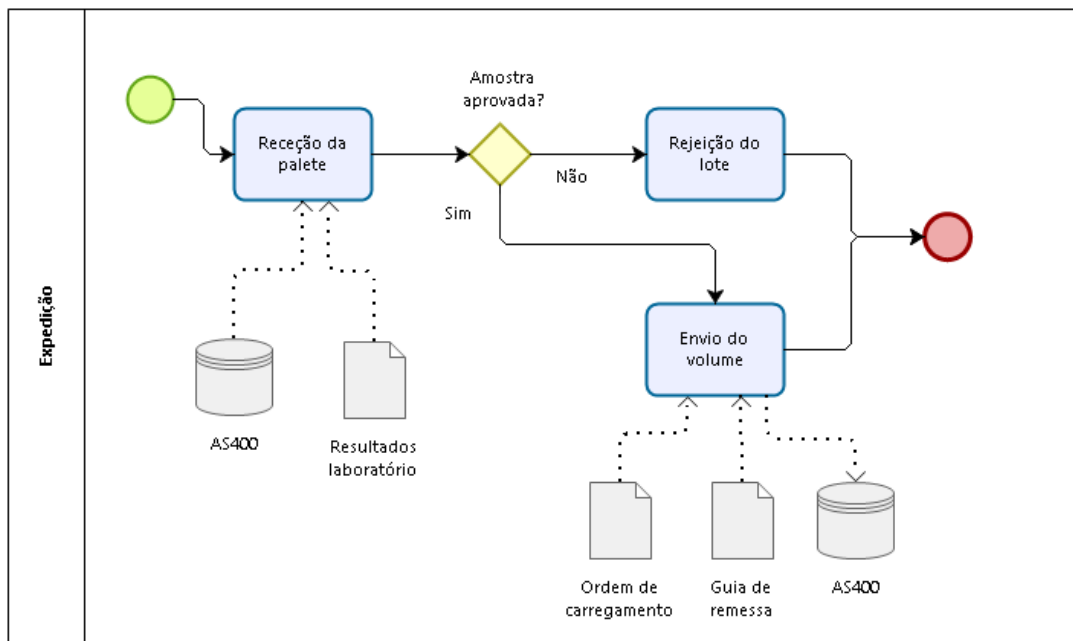 Expedição
Amostra
aprovada?
Receção da
palete
Rejeição do
lote
Não
Sim
Envio do
volume
AS400
Resultados
laboratório
Ordem de
carregamento
Guia de
remessa
AS400